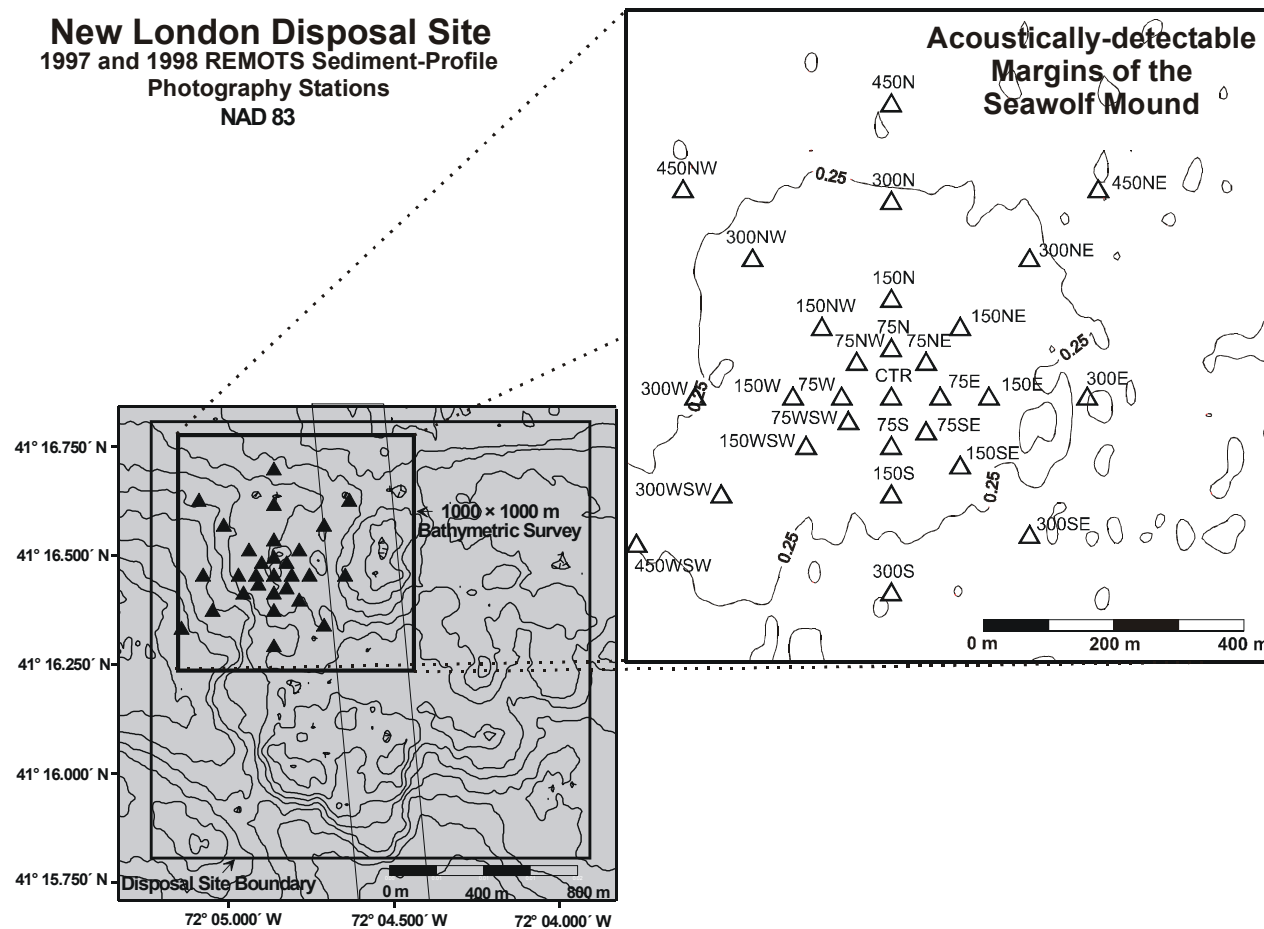 New London Disposal Site
1997 and 1998 REMOTS Sediment-Profile
Photography Stations
NAD 83
Acoustically-detectable
Margins of the
Seawolf Mound
450N
450NW
0.25
300N
450NE
300NW
300NE
150N
150NW
150NE
75N
75NW
75NE
0.25
CTR
300W
0.25
150W
75W
75E
150E
300E
75WSW
75S
75SE
150WSW
150SE
150S
300WSW
0.25
300SE
0.25
450WSW
300S
0 m
200 m
400 m
41° 16.750´ N
1000 × 1000 m
Bathymetric Survey
41° 16.500´ N
41° 16.250´ N
41° 16.000´ N
41° 15.750´ N
Disposal Site Boundary
0 m
400 m
800 m
72° 05.000´ W
72° 04.500´ W
72° 04.000´ W